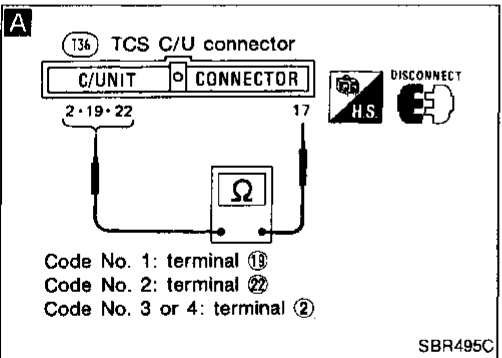 A
T36 TCS C/U connector
C/UNIT CONNECTOR
2・19・22 17
H.S.
DISCONNECT
Ω
Code No. 1: terminal ⑲
Code No. 2: terminal ㉒
Code No. 3 or 4: terminal ②
SBR495C